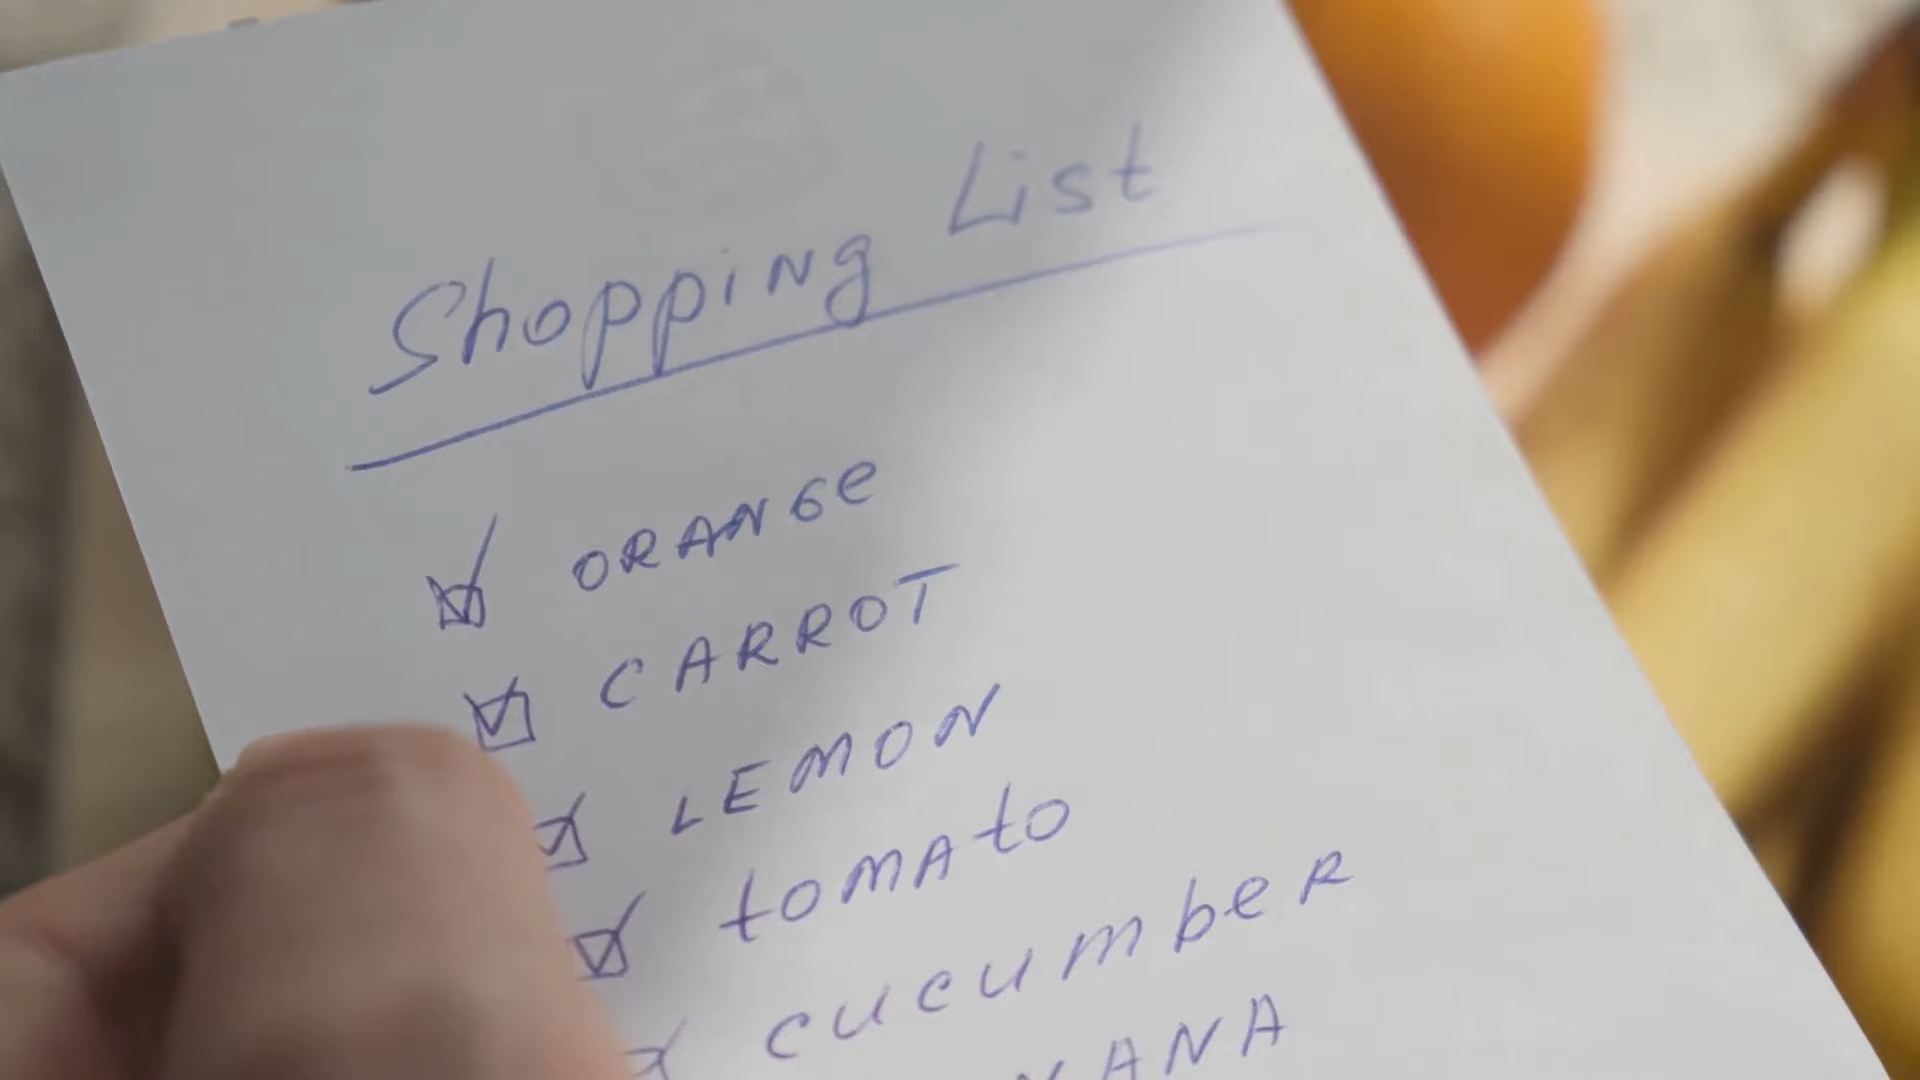 Shopping List
ORANGe
CARROT
LEMON
toMAto
cucumbeR